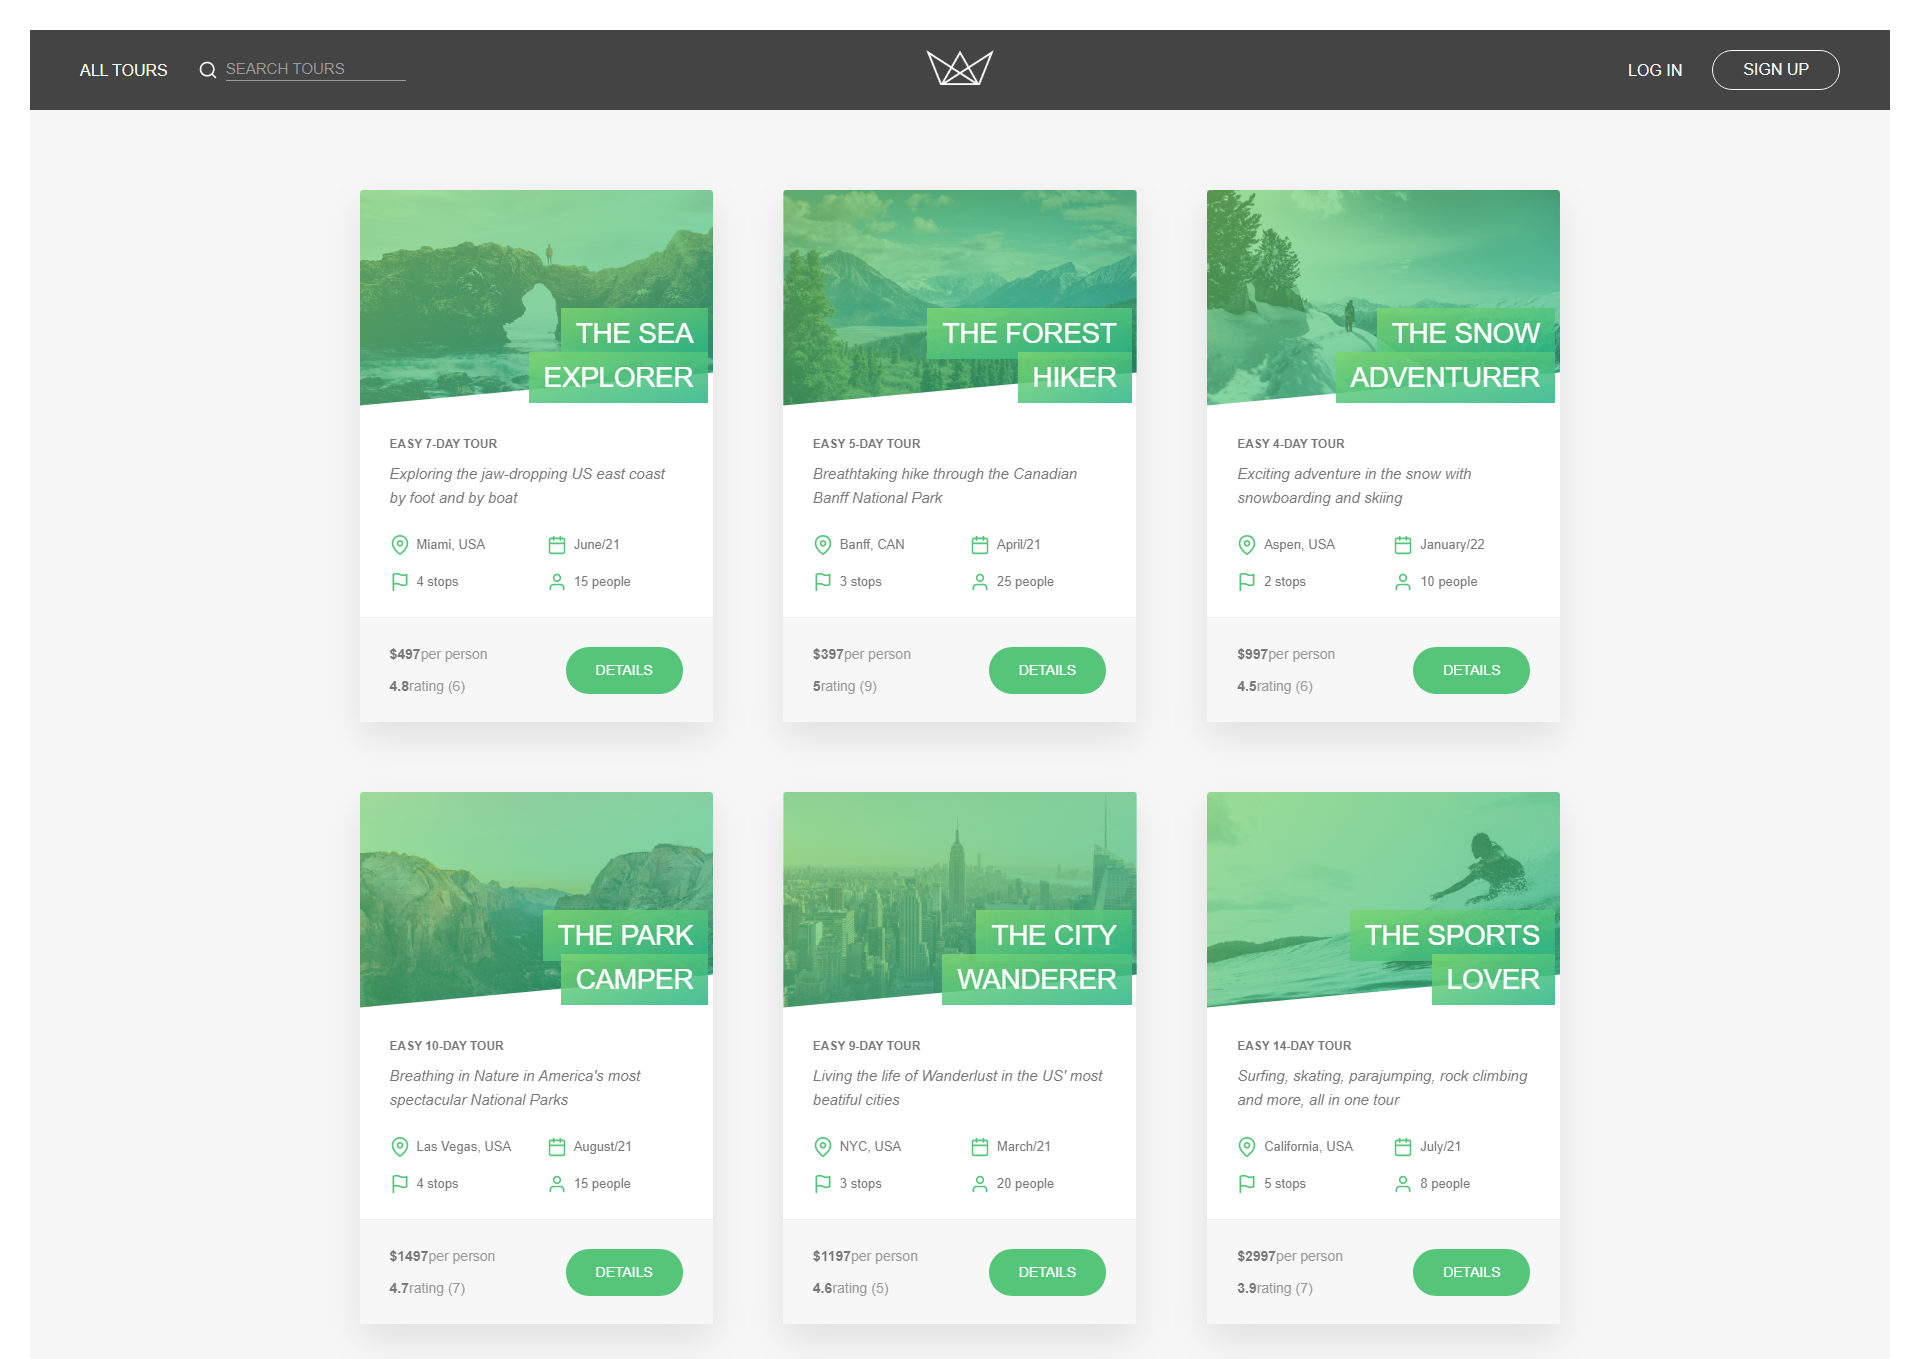 ALL TOURS
SEARCH TOURS
LOG IN
SIGN UP
THE SEA
EXPLORER
EASY 7-DAY TOUR
Exploring the jaw-dropping US east coast
by foot and by boat
Miami, USA
June/21
4 stops
15 people
$497per person
4.8rating (6)
DETAILS
THE FOREST
HIKER
EASY 5-DAY TOUR
Breathtaking hike through the Canadian
Banff National Park
Banff, CAN
April/21
3 stops
25 people
$397per person
5rating (9)
DETAILS
THE SNOW
ADVENTURER
EASY 4-DAY TOUR
Exciting adventure in the snow with
snowboarding and skiing
Aspen, USA
January/22
2 stops
10 people
$997per person
4.5rating (6)
DETAILS
THE PARK
CAMPER
EASY 10-DAY TOUR
Breathing in Nature in America's most
spectacular National Parks
Las Vegas, USA
August/21
4 stops
15 people
$1497per person
4.7rating (7)
DETAILS
THE CITY
WANDERER
EASY 9-DAY TOUR
Living the life of Wanderlust in the US' most
beatiful cities
NYC, USA
March/21
3 stops
20 people
$1197per person
4.6rating (5)
DETAILS
THE SPORTS
LOVER
EASY 14-DAY TOUR
Surfing, skating, parajumping, rock climbing
and more, all in one tour
California, USA
July/21
5 stops
8 people
$2997per person
3.9rating (7)
DETAILS